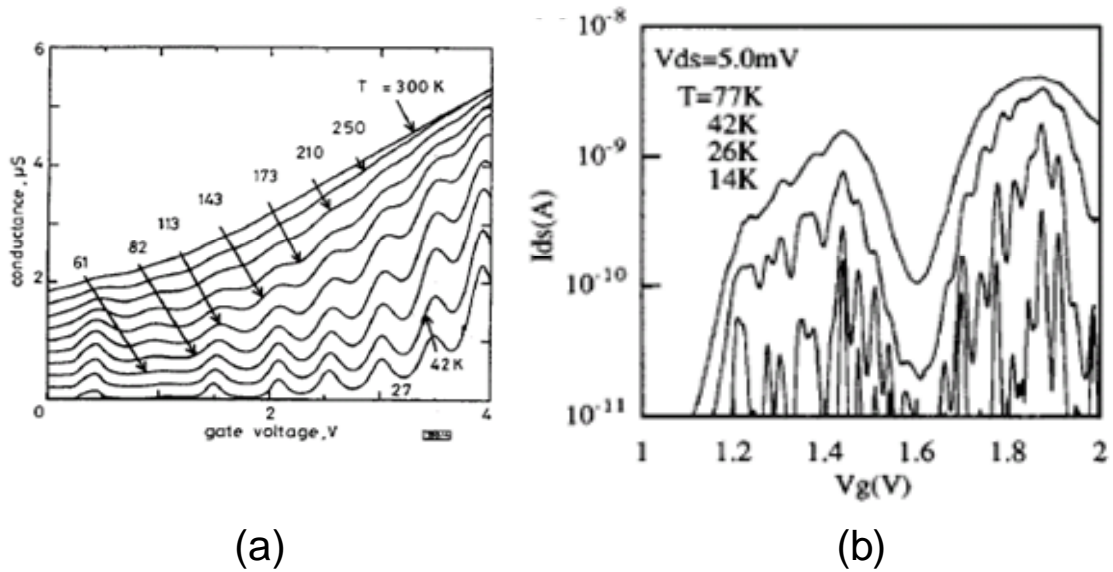 6
4
2
0
conductance, µS
T = 300 K
250
210
173
143
113
82
61
42K
27
0
2
4
gate voltage, V
10-8
10-9
10-10
10-11
Ids(A)
Vds=5.0mV
T=77K
42K
26K
14K
1
1.2
1.4
1.6
1.8
2
Vg(V)
(a)
(b)